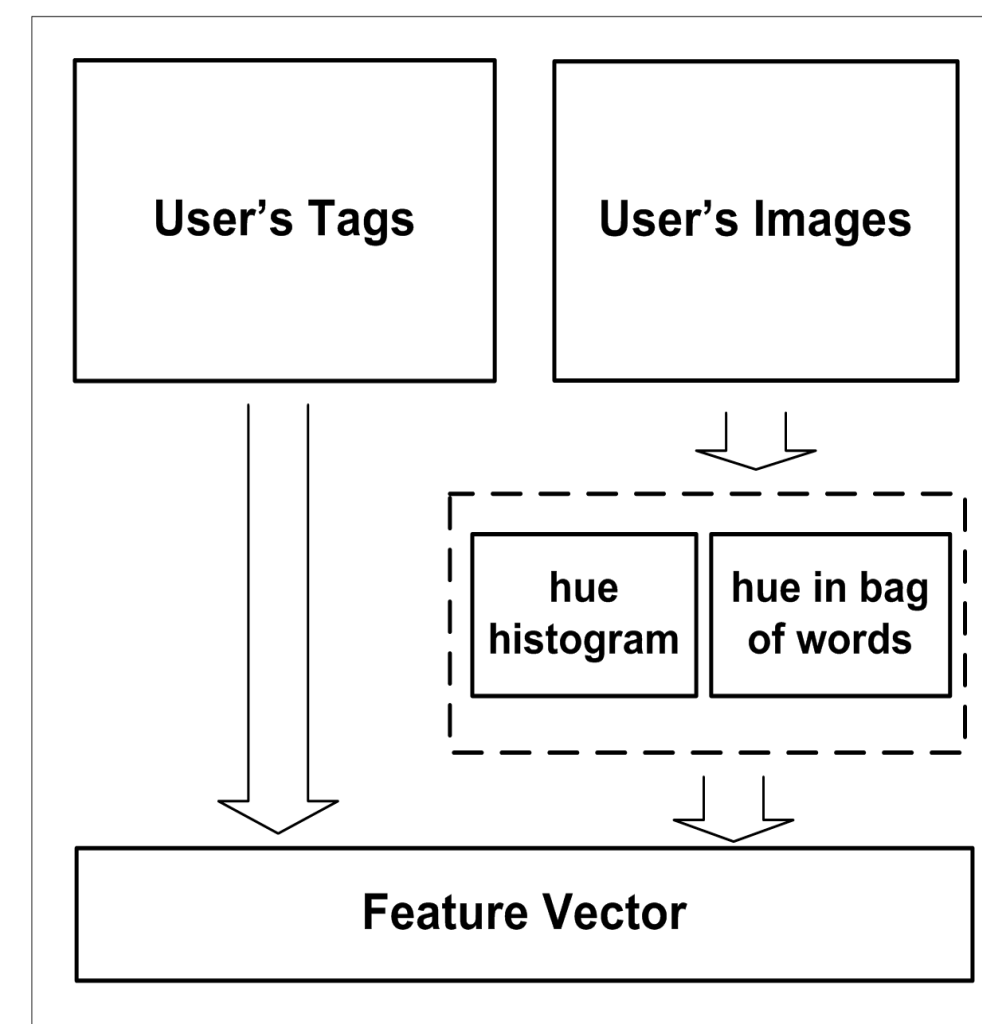 User’s Tags
User’s Images
hue
histogram
hue in bag
of words
Feature Vector